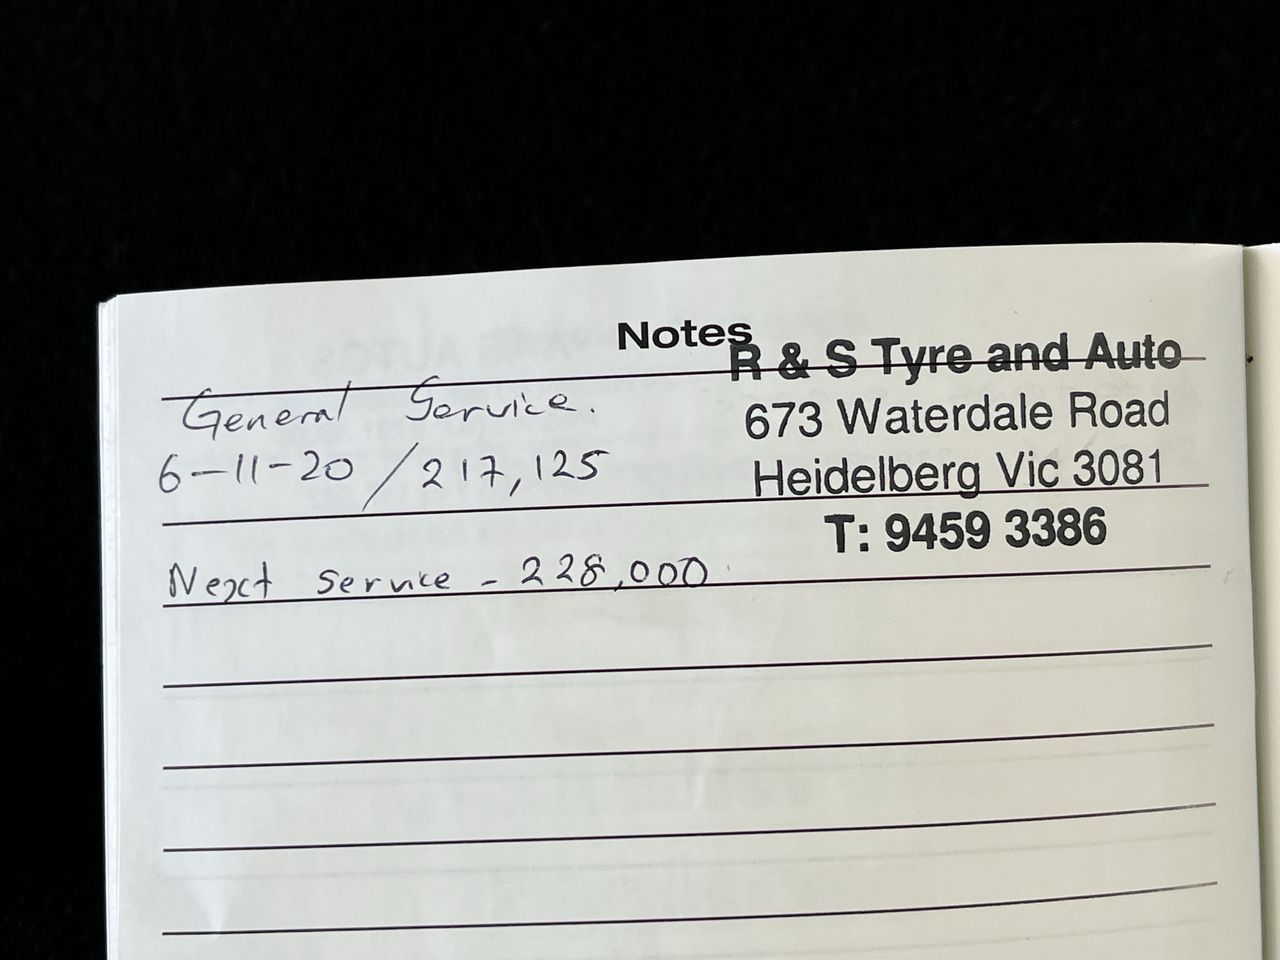 Notes
R & S Tyre and Auto
673 Waterdale Road
Heidelberg Vic 3081
T: 9459 3386
General Service.
6-11-20 / 217,125
Next service - 228,000